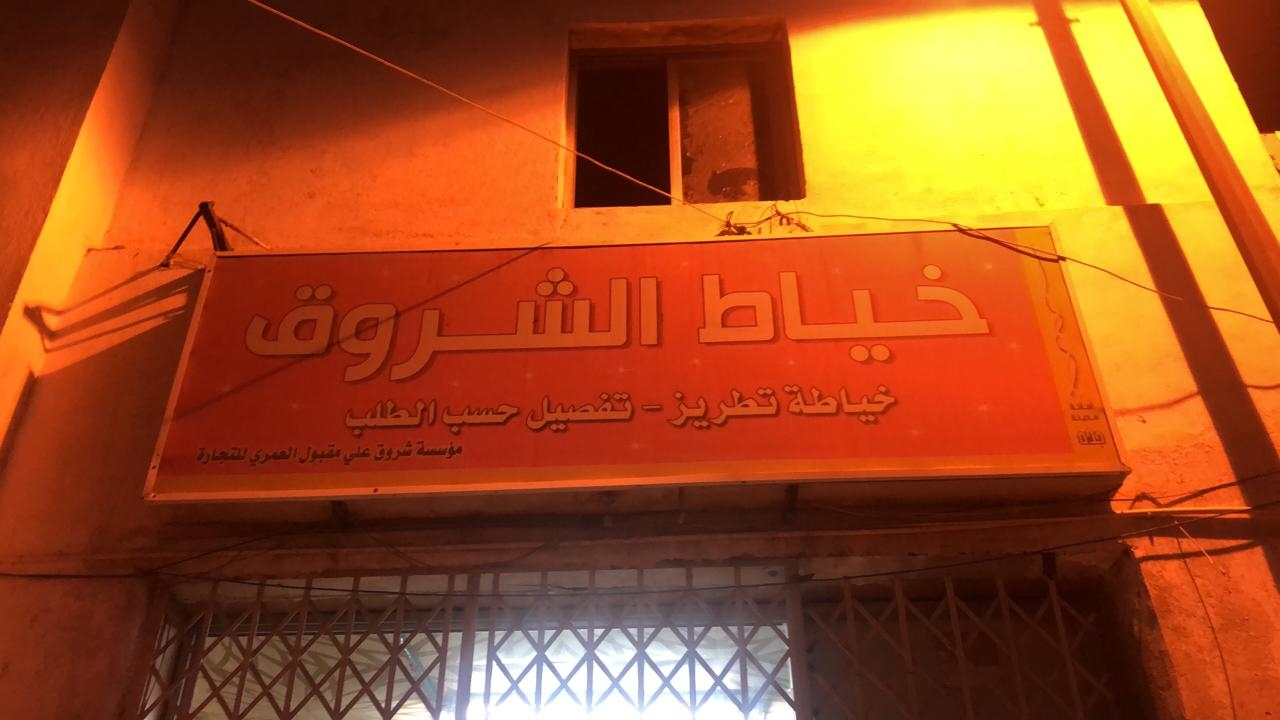 خياط الشروق
خياطة تطريز - تفصيل حسب الطلب
مؤسسة شروق علي مقبول العمري للتجارة